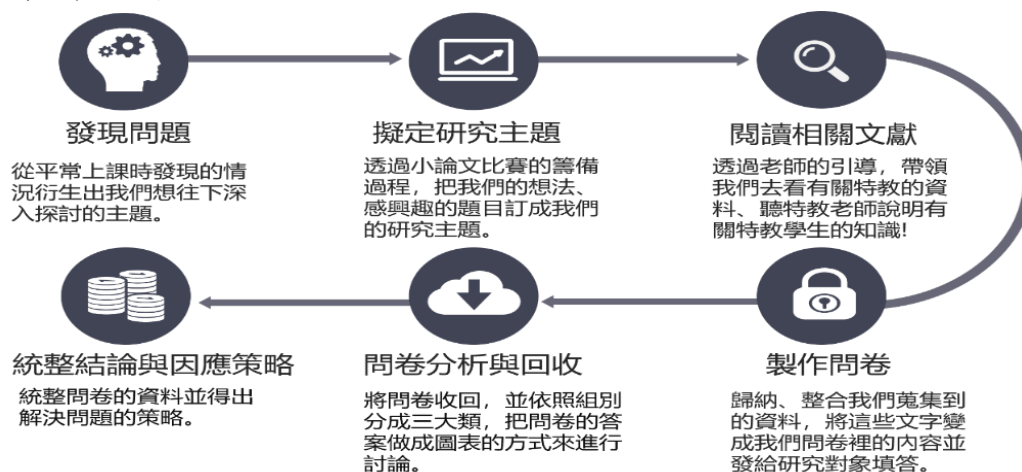 發現問題
從平常上課時發現的情
況衍生出我們想往下深
入探討的主題。
擬定研究主題
透過小論文比賽的籌備
過程，把我們的想法、
感興趣的題目訂成我們
的研究主題。
閱讀相關文獻
透過老師的引導，帶領
我們去看有關特教的資
料、聽特教老師說明有
關特教學生的知識!
製作問卷
歸納、整合我們蒐集到
的資料，將這些文字變
成我們問卷裡的內容並
發給研究對象填答。
問卷分析與回收
將問卷收回，並依照組別
分成三大類，把問卷的答
案做成圖表的方式來進行
討論。
統整結論與因應策略
統整問卷的資料並得出
解決問題的策略。